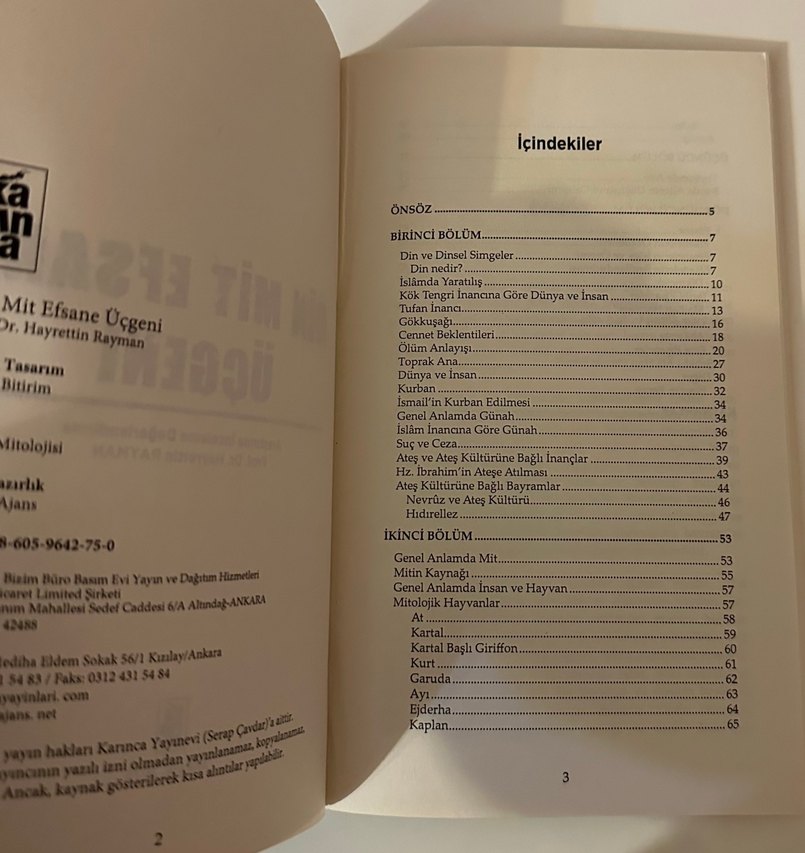 ka
ın
a
Mit Efsane Üçgeni
Dr. Hayrettin Rayman
Tasarım
Bitirim
Mitolojisi
Ajans
8-605-9642-75-0
Bizim Büro Basım Evi Yayın ve Dağıtım Hizmetleri
icaret Limited Şirketi
anım Mahallesi Sedef Caddesi 6/A Altındağ-ANKARA
42488
ediha Eldem Sokak 56/1 Kızılay/Ankara
1 54 83 / Faks: 0312 431 54 84
yayinlari. com
ajans. net
yayın hakları Karınca Yayınevi (Serap Çavdar)'a aittir.
ayıncının yazılı izni olmadan yayınlanamaz, kopyalanamaz,
Ancak, kaynak gösterilerek kısa alıntılar yapılabilir.
2
İçindekiler
ÖNSÖZ 5
BİRİNCİ BÖLÜM 7
Din ve Dinsel Simgeler 7
Din nedir? 7
İslâmda Yaratılış 10
Kök Tengri İnancına Göre Dünya ve İnsan 11
Tufan İnancı 13
Gökkuşağı 16
Cennet Beklentileri 18
Ölüm Anlayışı 20
Toprak Ana 27
Dünya ve İnsan 30
Kurban 32
İsmail'in Kurban Edilmesi 34
Genel Anlamda Günah 34
İslâm İnancına Göre Günah 36
Suç ve Ceza 37
Ateş ve Ateş Kültürüne Bağlı İnançlar 39
Hz. İbrahim'in Ateşe Atılması 43
Ateş Kültürüne Bağlı Bayramlar 44
Nevrûz ve Ateş Kültürü 46
Hıdırellez 47
İKİNCİ BÖLÜM 53
Genel Anlamda Mit 53
Mitin Kaynağı 55
Genel Anlamda İnsan ve Hayvan 57
Mitolojik Hayvanlar 57
At 58
Kartal 59
Kartal Başlı Giriffon 60
Kurt 61
Garuda 62
Ayı 63
Ejderha 64
Kaplan 65
3